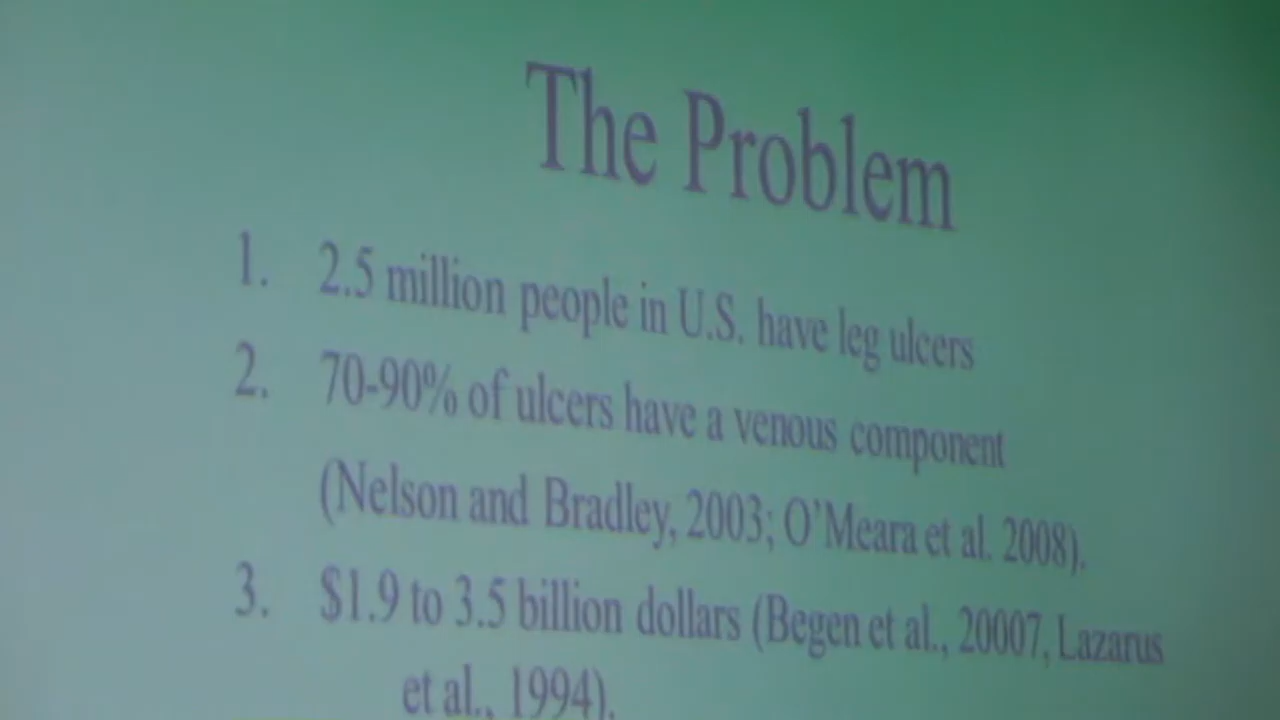 The Problem
1. 2.5 million people in U.S. have leg ulcers
2. 70-90% of ulcers have a venous component
(Nelson and Bradley, 2003; O'Meara et al. 2008).
3. $1.9 to 3.5 billion dollars (Begen et al., 20007, Lazarus
et al., 1994).